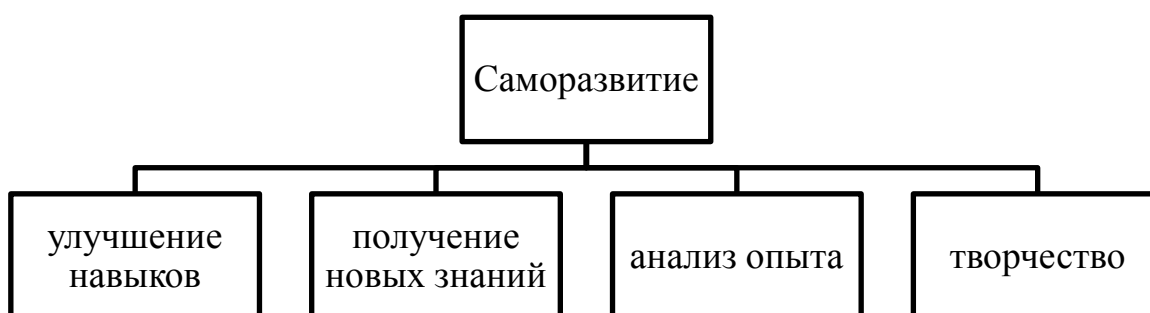 Саморазвитие
улучшение
навыков
получение
новых знаний
анализ опыта
творчество